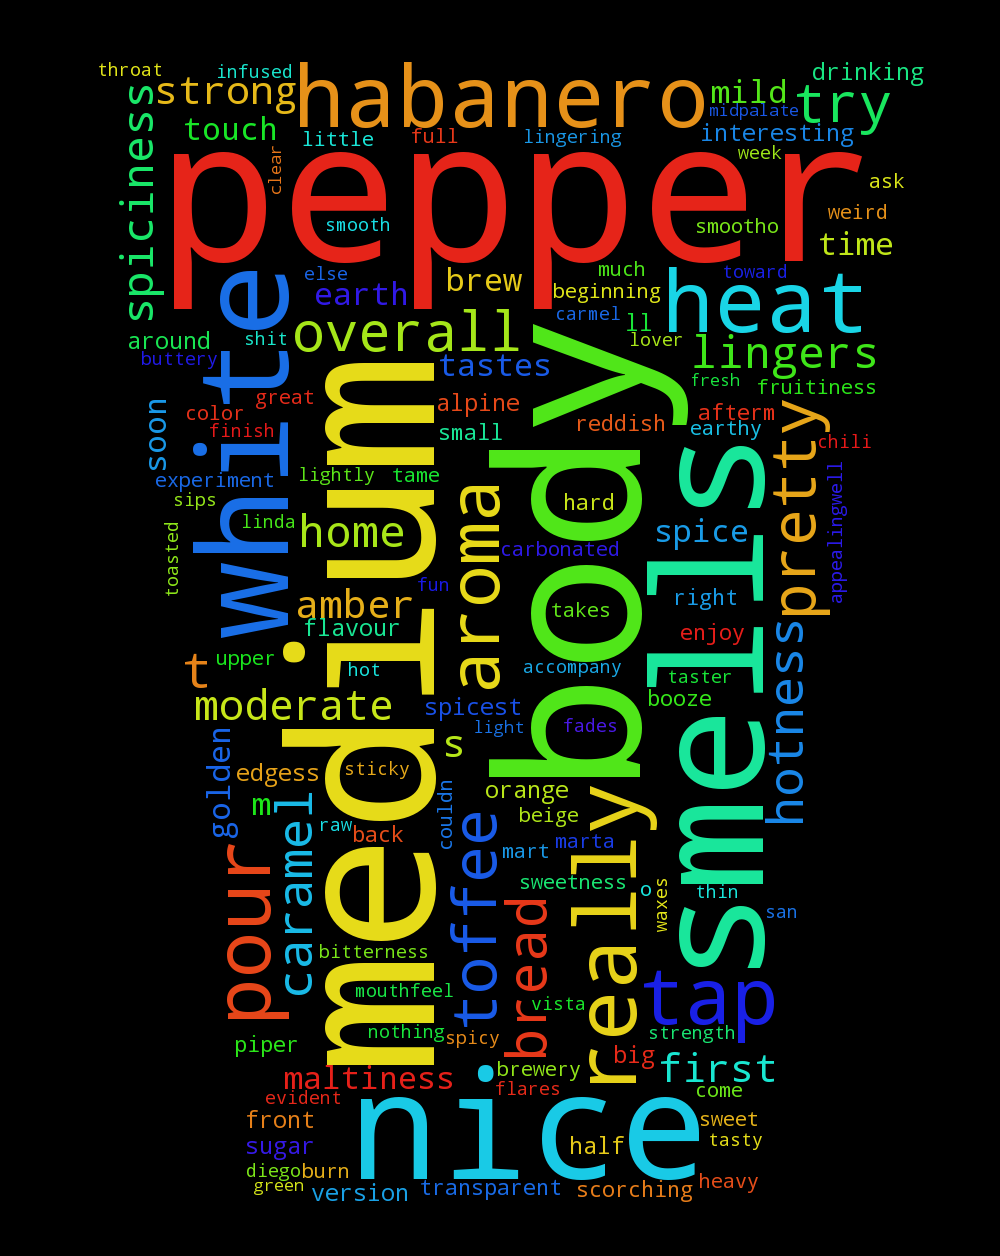 throat
infused
habanero
drinking
strong
mild
try
midpalate
spiciness
touch
little
full
lingering
interesting
pepper
clear
week
ask
weird
smooth
smootho
time
white
else
earth
brew
much
toward
beginning
heat
carmel
ll
overall
body
around
shit
lover
lingers
buttery
medium
tastes
fresh
fruitiness
soon
color
great
alpine
reddish
afterm
pretty
finish
small
earthy
chili
smells
experiment
lightly
tame
sips
aroma
hard
appealingwell
toasted
linda
home
carbonated
spice
amber
fun
takes
right
flavour
enjoy
hotness
t
upper
hot
accompany
taster
moderate
spicest
booze
golden
s
light
fades
edgess
sticky
orange
m
caramel
couldn
beige
really
raw
back
toffee
mart
marta
pour
sweetness
o
waxes
thin
bread
san
bitterness
mouthfeel
vista
tap
nothing
spicy
strength
piper
big
maltiness
brewery
first
evident
flares
nice
come
front
sweet
sugar
half
tasty
diego
burn
green
version
transparent
scorching
heavy